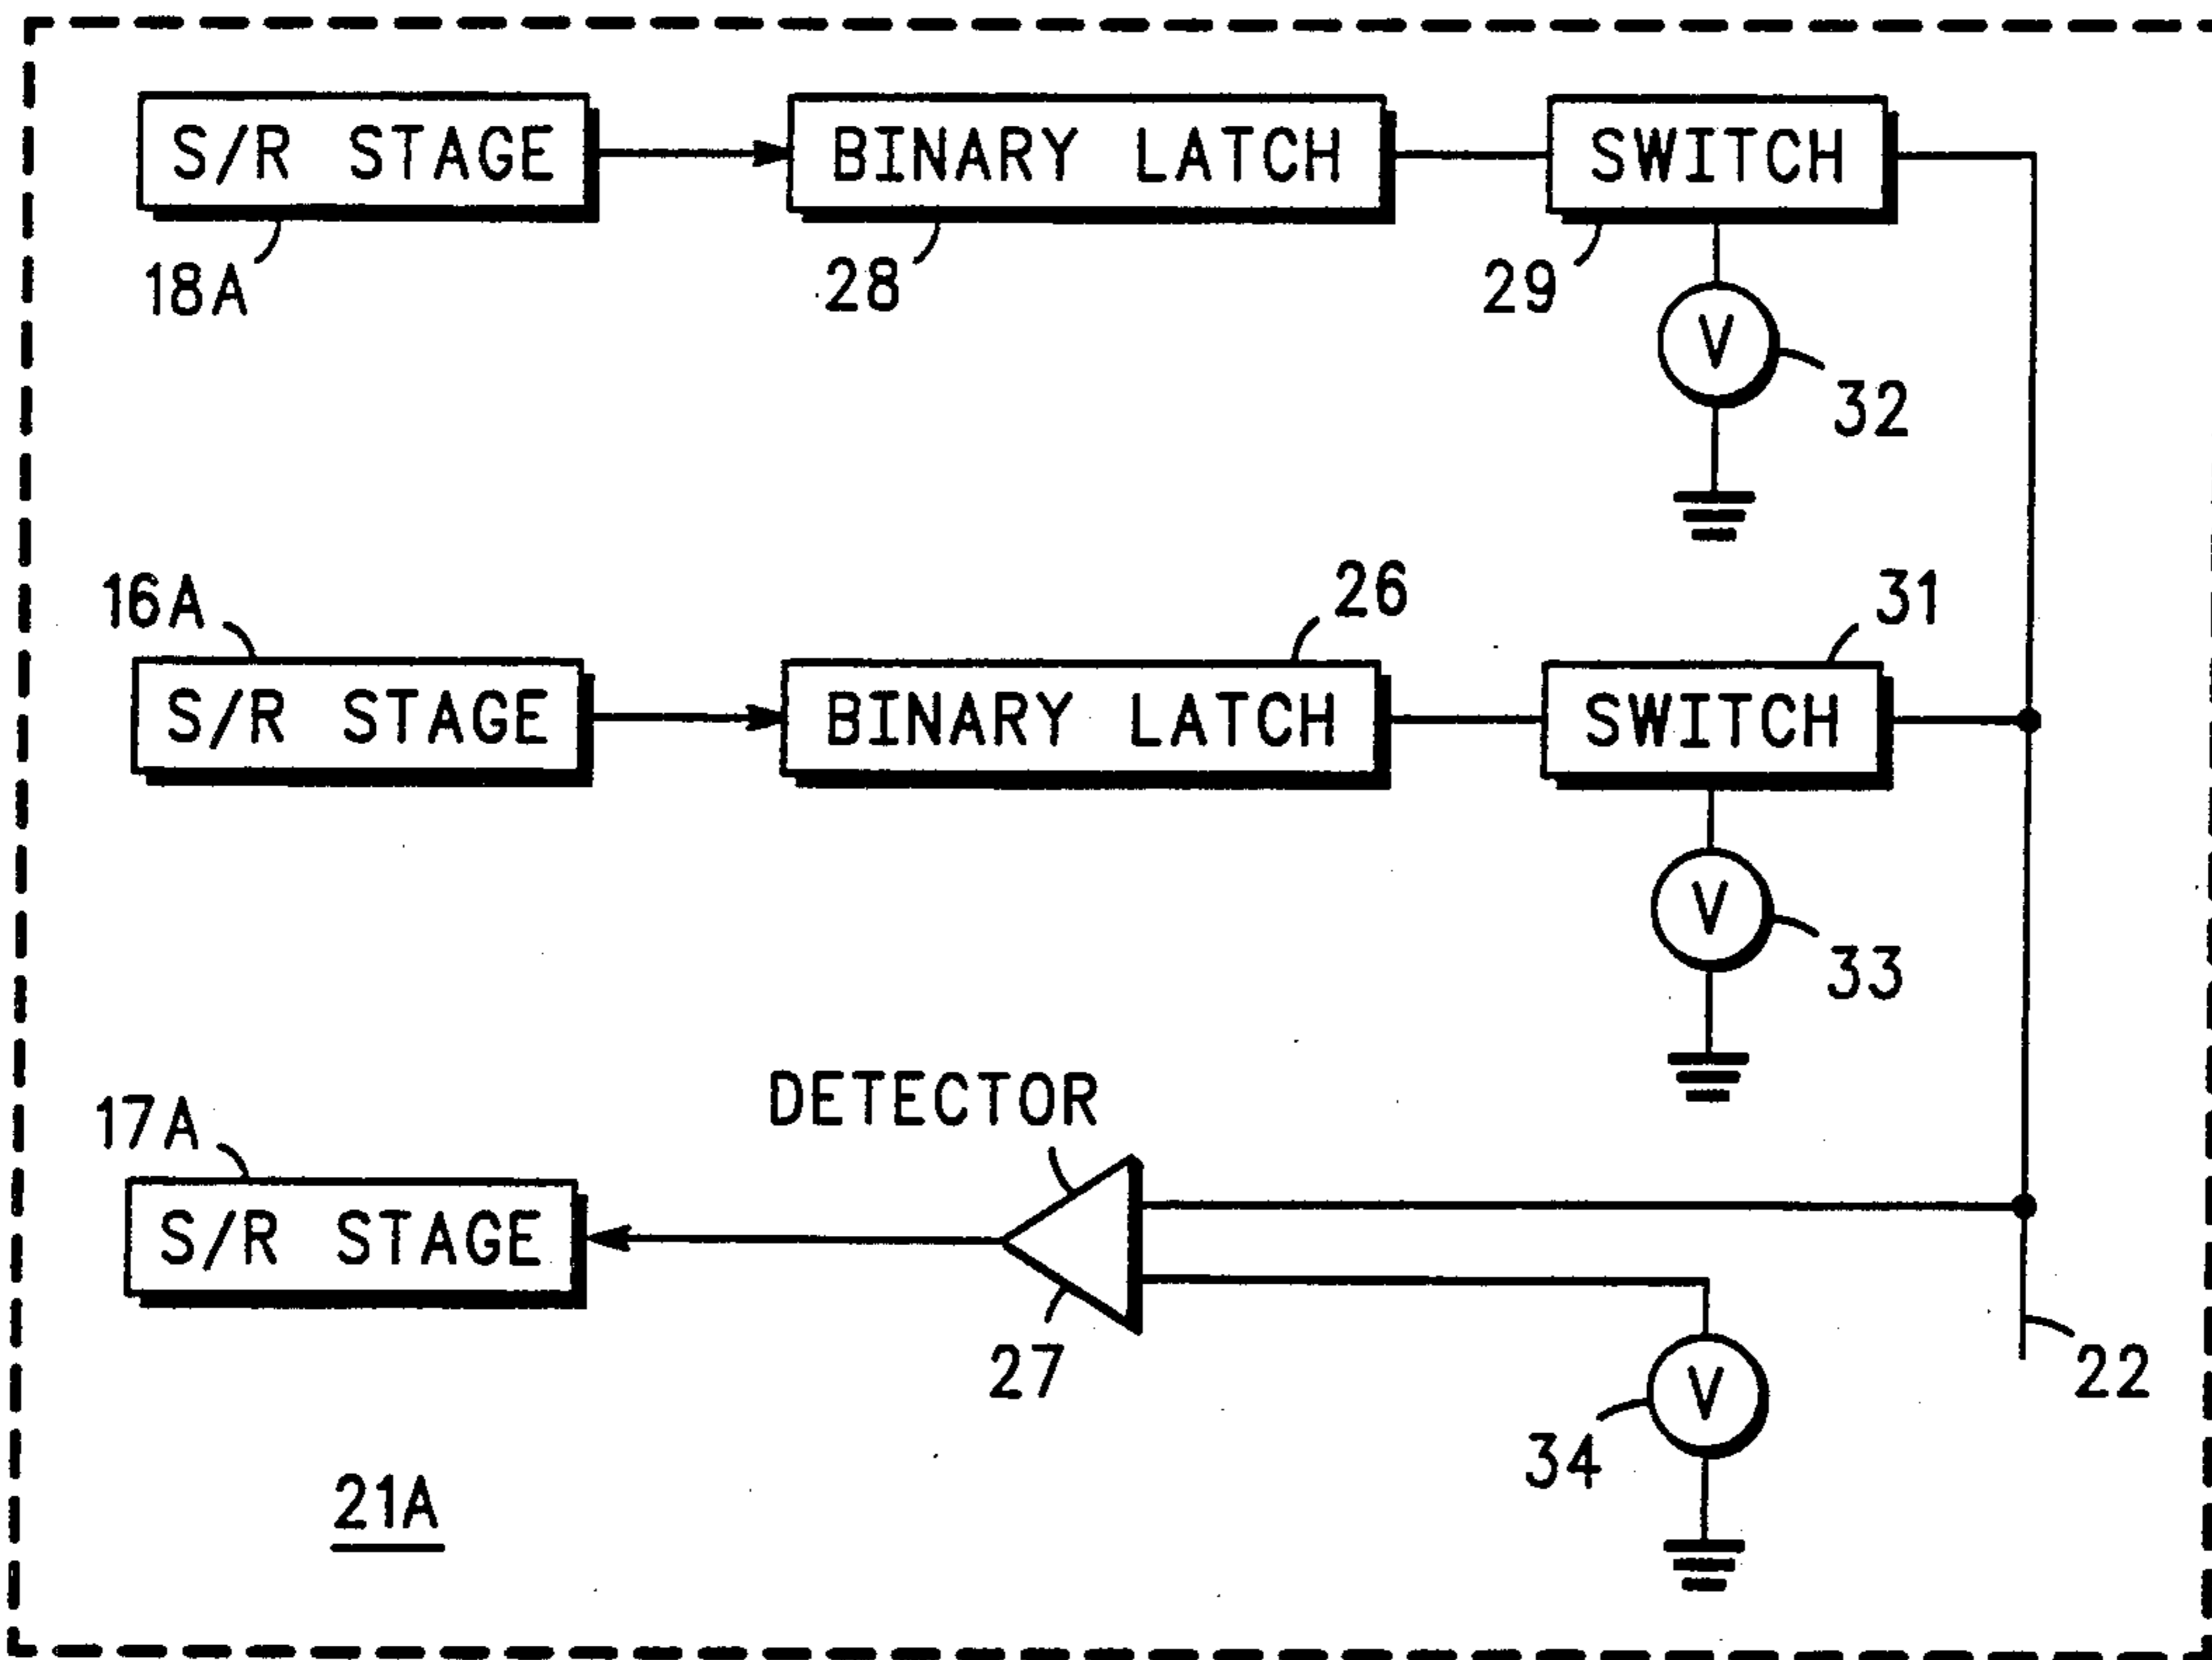 S/R STAGE
BINARY LATCH
SWITCH
18A
28
29
V
32
16A
26
31
S/R STAGE
BINARY LATCH
SWITCH
V
33
DETECTOR
17A
S/R STAGE
27
V
22
34
21A